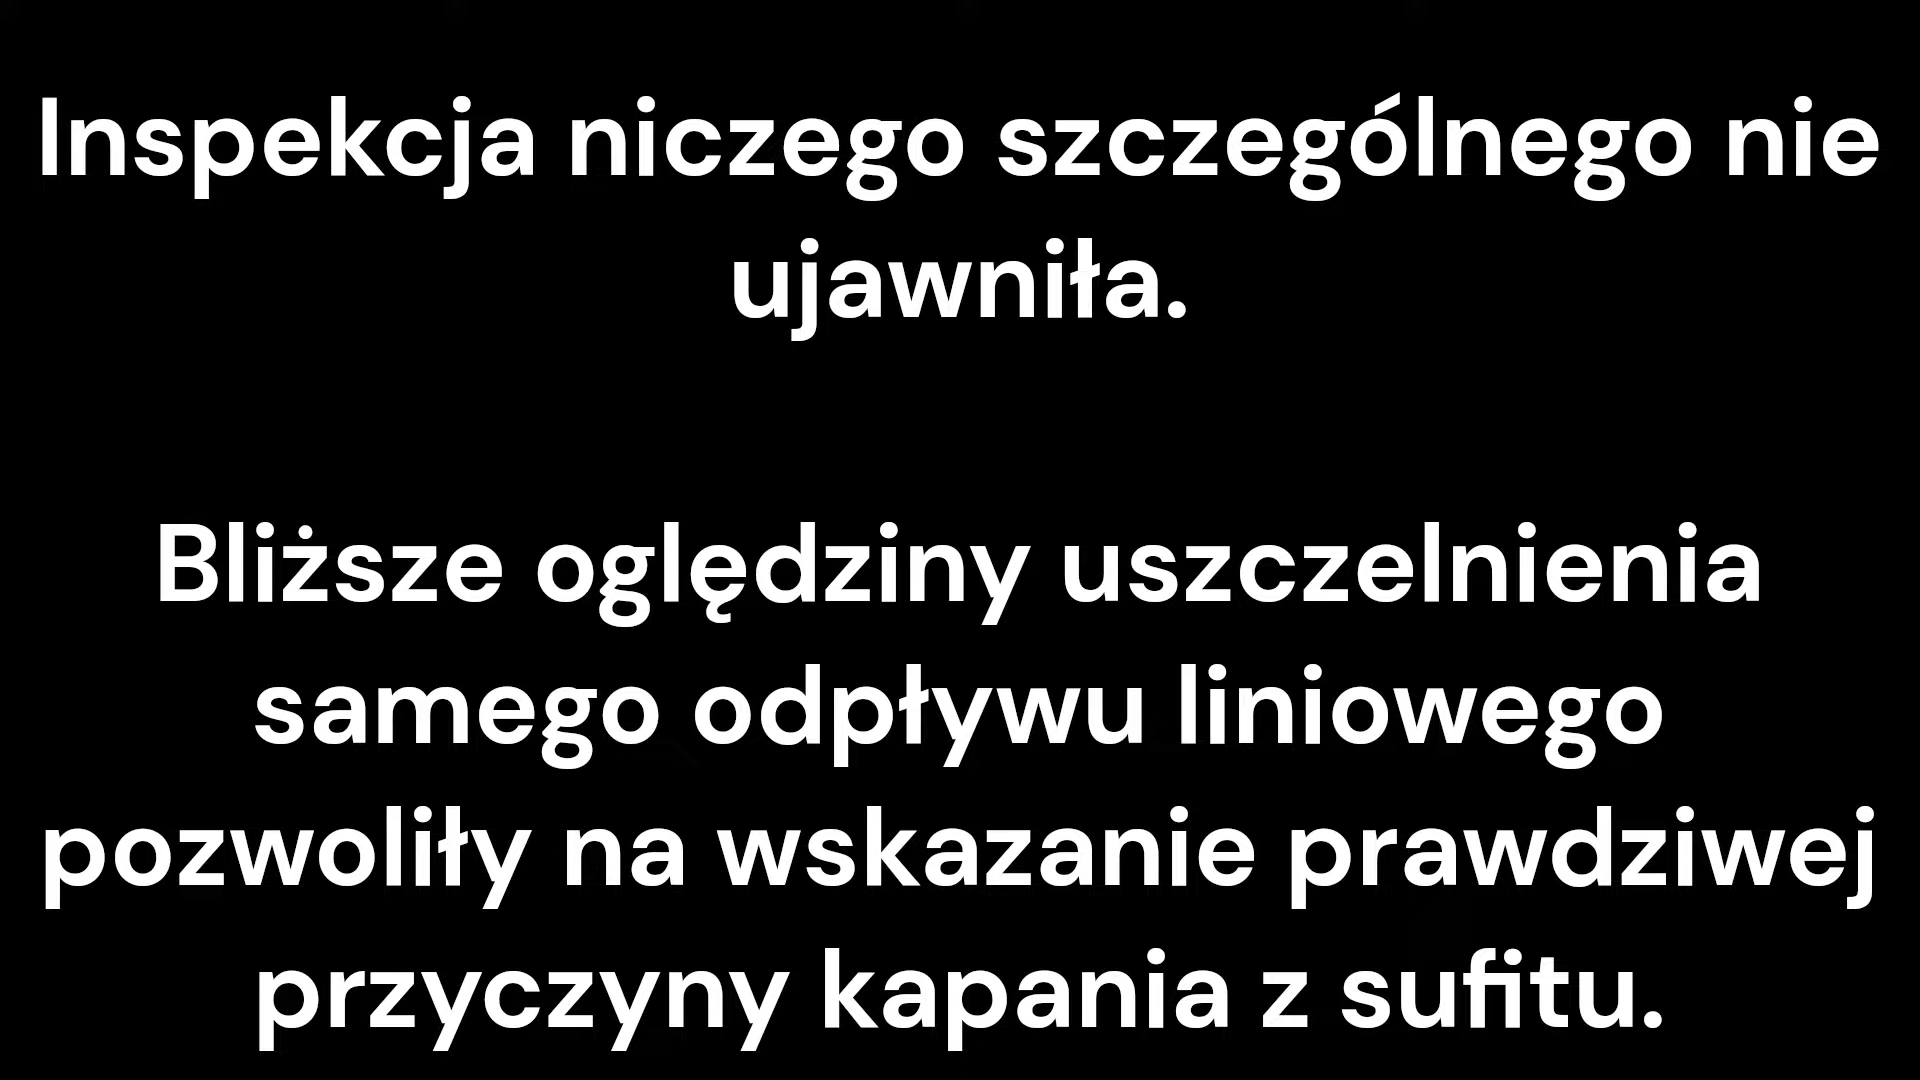 Inspekcja niczego szczególnego nie
ujawniła.
Bliższe oględziny uszczelnienia
samego odpływu liniowego
pozwoliły na wskazanie prawdziwej
przyczyny kapania z sufitu.